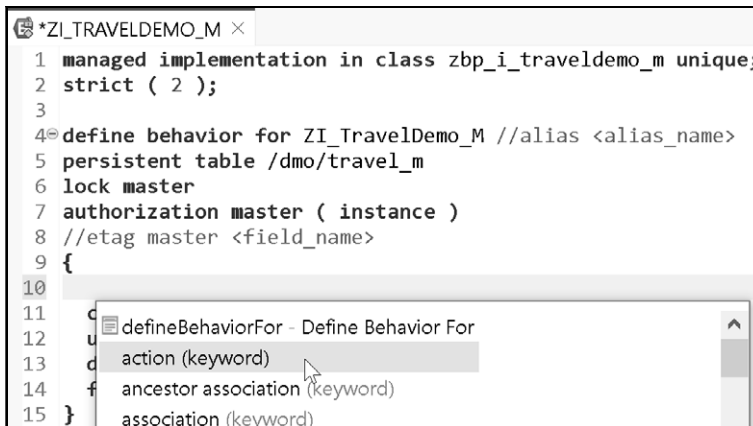 *ZI_TRAVELDEMO_M ×
1 managed implementation in class zbp_i_traveldemo_m unique;
2 strict ( 2 );
3
4 define behavior for ZI_TravelDemo_M //alias <alias_name>
5 persistent table /dmo/travel_m
6 lock master
7 authorization master ( instance )
8 //etag master <field_name>
9 {
10
11 c
defineBehaviorFor - Define Behavior For
12 u
action (keyword)
13 d
14 f
ancestor association (keyword)
15 }
association (keyword)